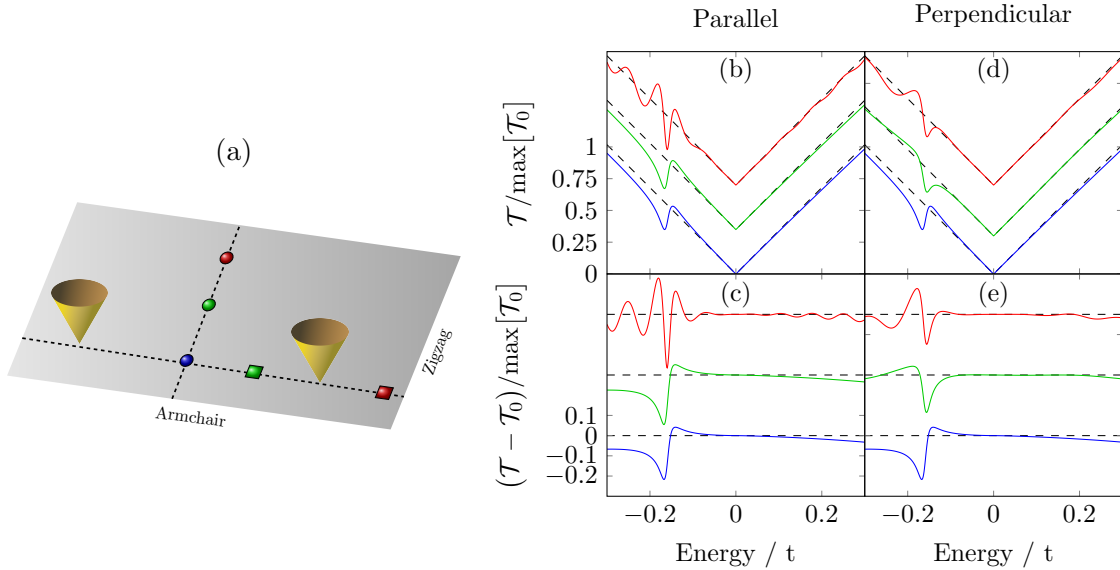 Parallel
Perpendicular
(a)
Armchair
Zigzag
(b)
(d)
𝒯/max[𝒯₀]
1
0.75
0.5
0.25
0
(c)
(e)
(𝒯 − 𝒯₀)/max[𝒯₀]
0.1
0
−0.1
−0.2
−0.2 0 0.2
−0.2 0 0.2
Energy / t
Energy / t